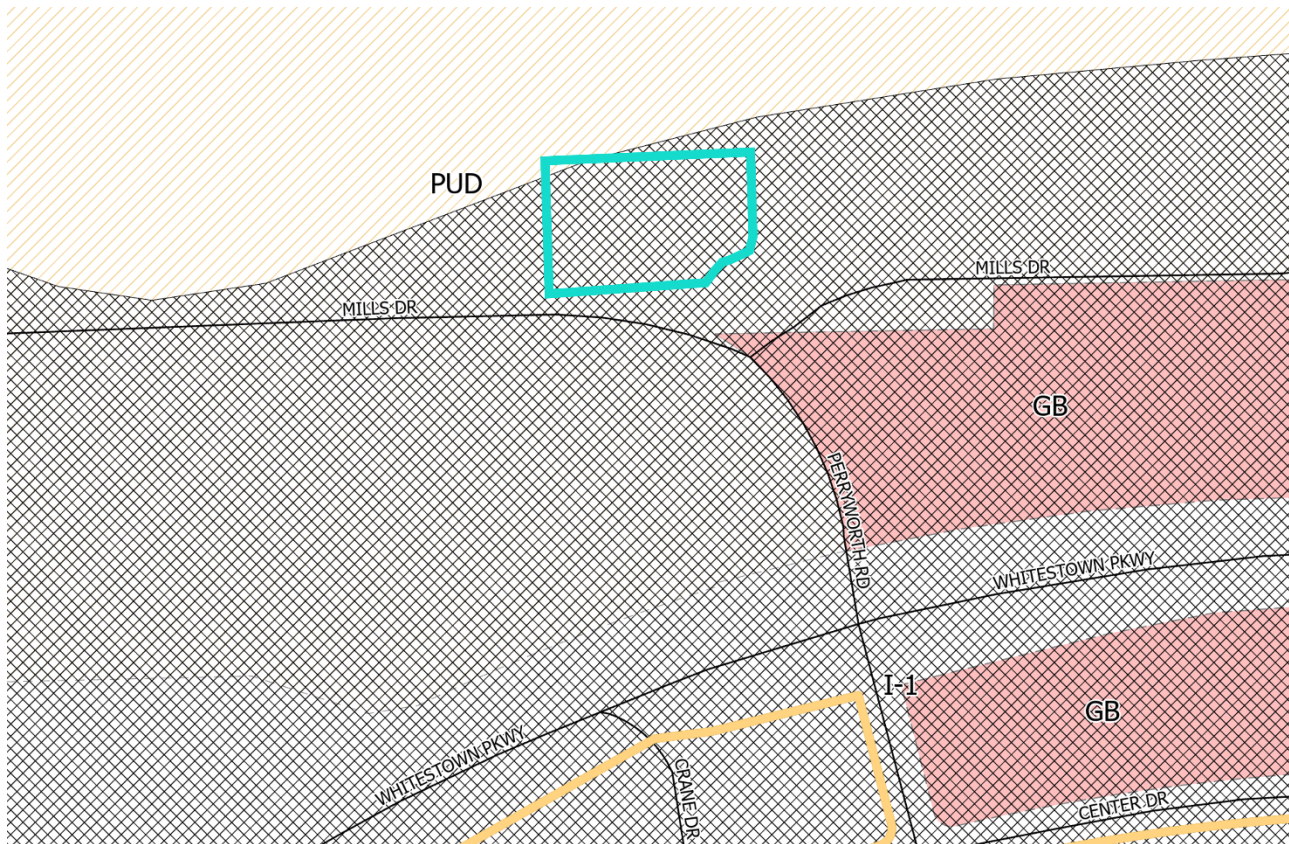 PUD
MILLS DR
MILLS DR
GB
PERRYWORTH RD
WHITESTOWN PKWY
I-1
GB
WHITESTOWN PKWY
CRANE DR
CENTER DR